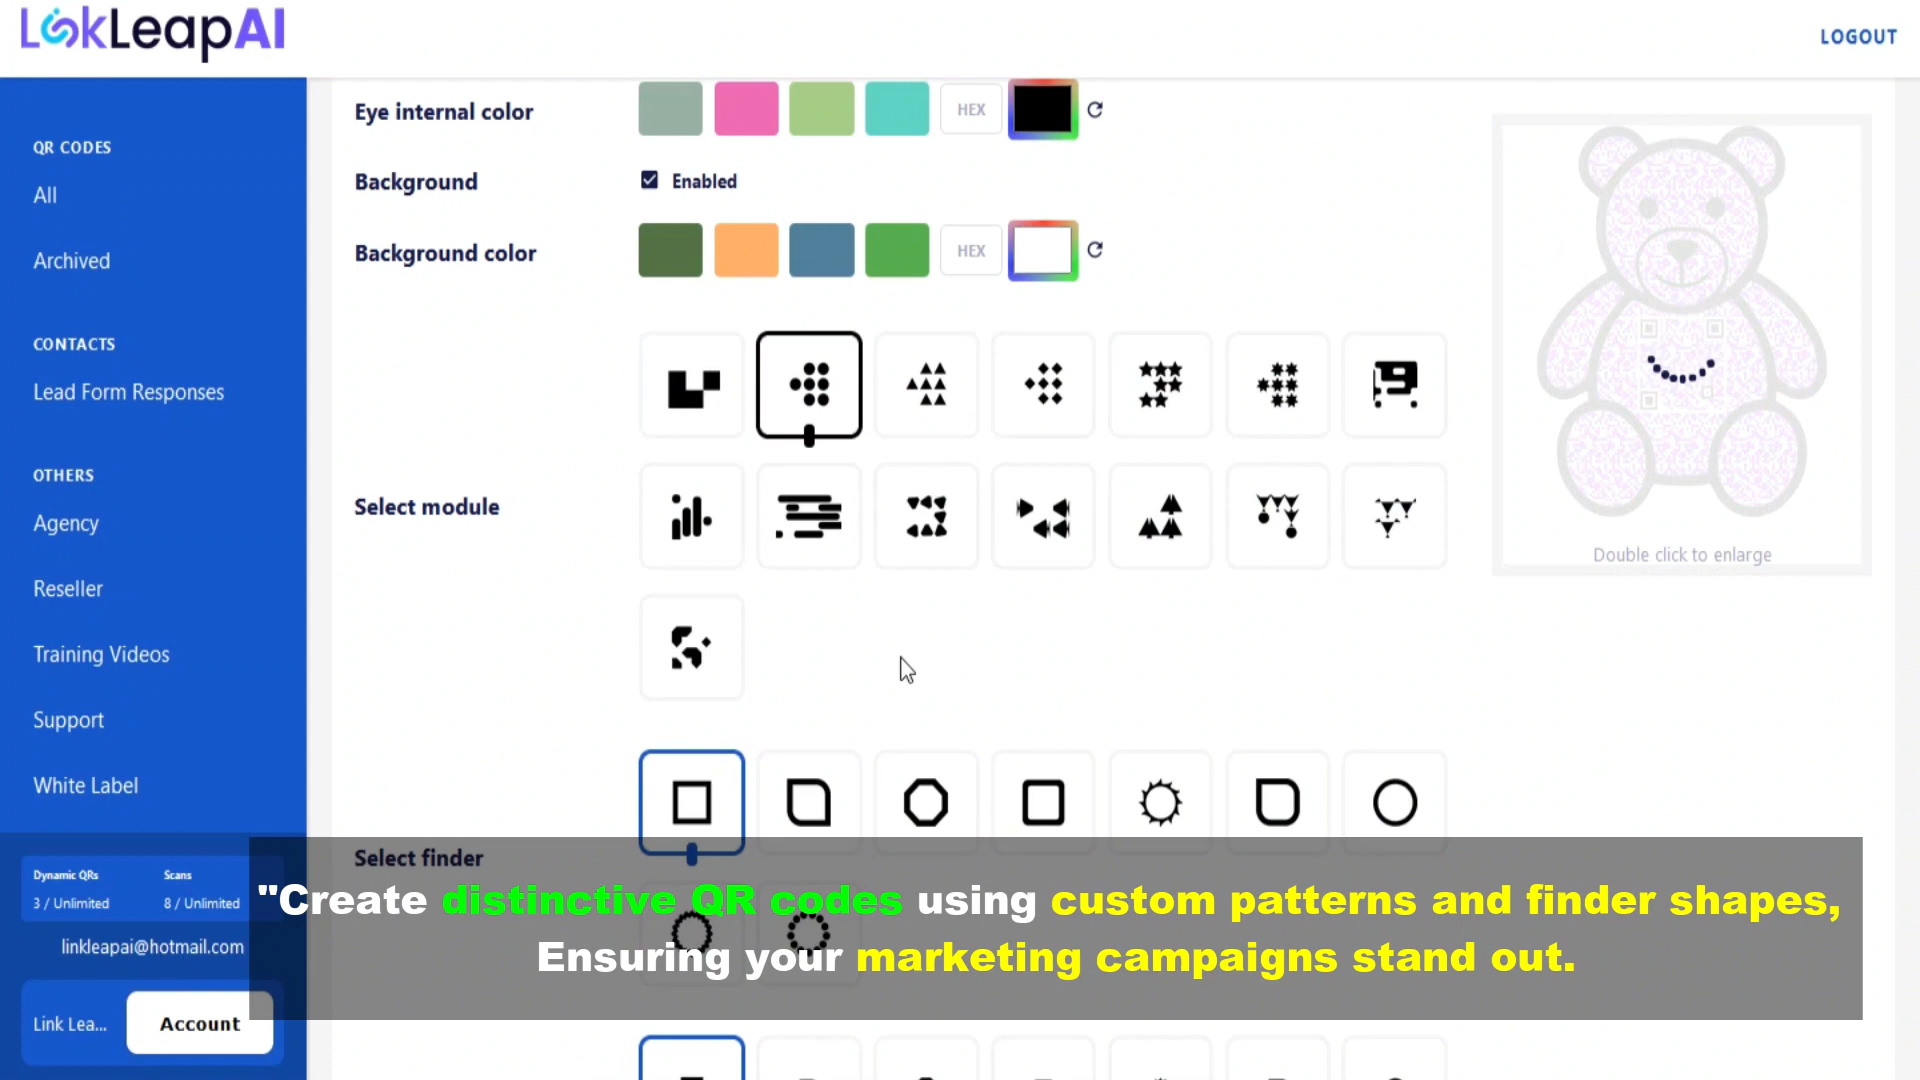 LinkLeapAI
LOGOUT
QR CODES
All
Archived
CONTACTS
Lead Form Responses
OTHERS
Agency
Reseller
Training Videos
Support
White Label
Dynamic QRs
Scans
3 / Unlimited
8 / Unlimited
linkleapai@hotmail.com
Link Lea...
Account
Eye internal color
HEX
Background
Enabled
Background color
HEX
Select module
Select finder
Double click to enlarge
"Create distinctive QR codes using custom patterns and finder shapes,
Ensuring your marketing campaigns stand out.